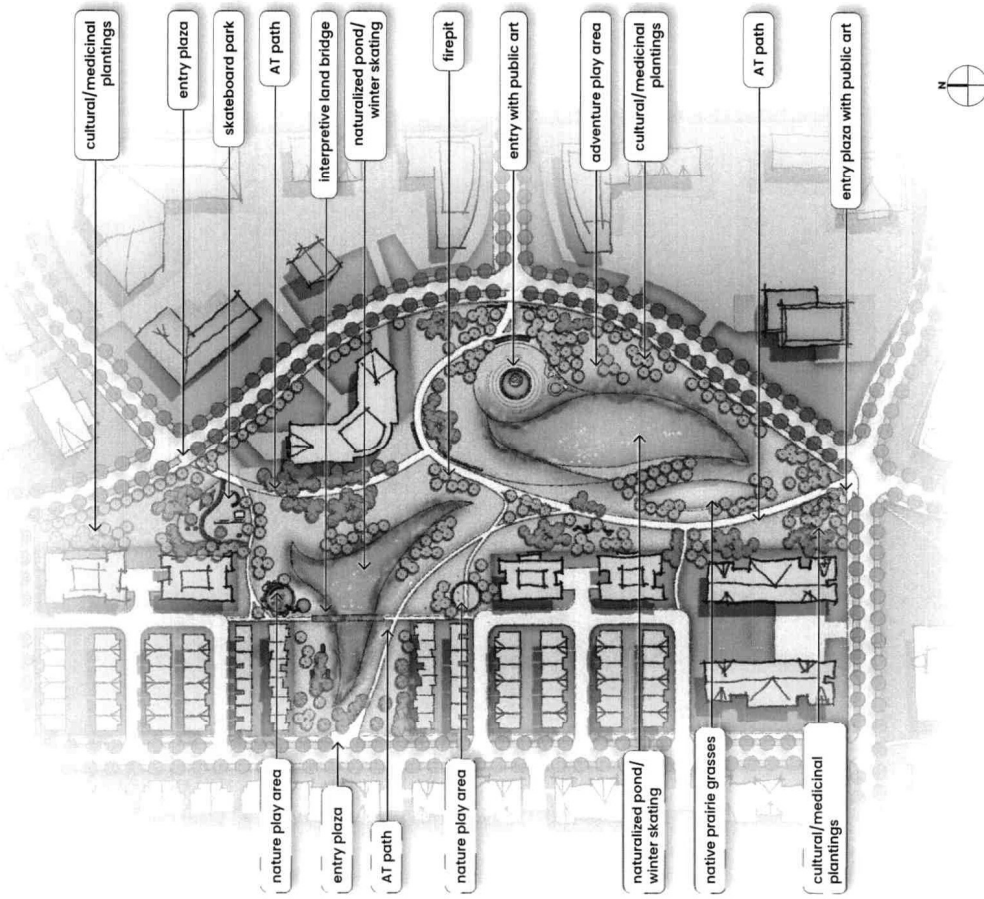 cultural/medicinal
plantings
entry plaza
skateboard park
AT path
interpretive land bridge
naturalized pond/
winter skating
firepit
entry with public art
adventure play area
cultural/medicinal
plantings
AT path
entry plaza with public art
N
nature play area
entry plaza
AT path
nature play area
naturalized pond/
winter skating
native prairie grasses
cultural/medicinal
plantings